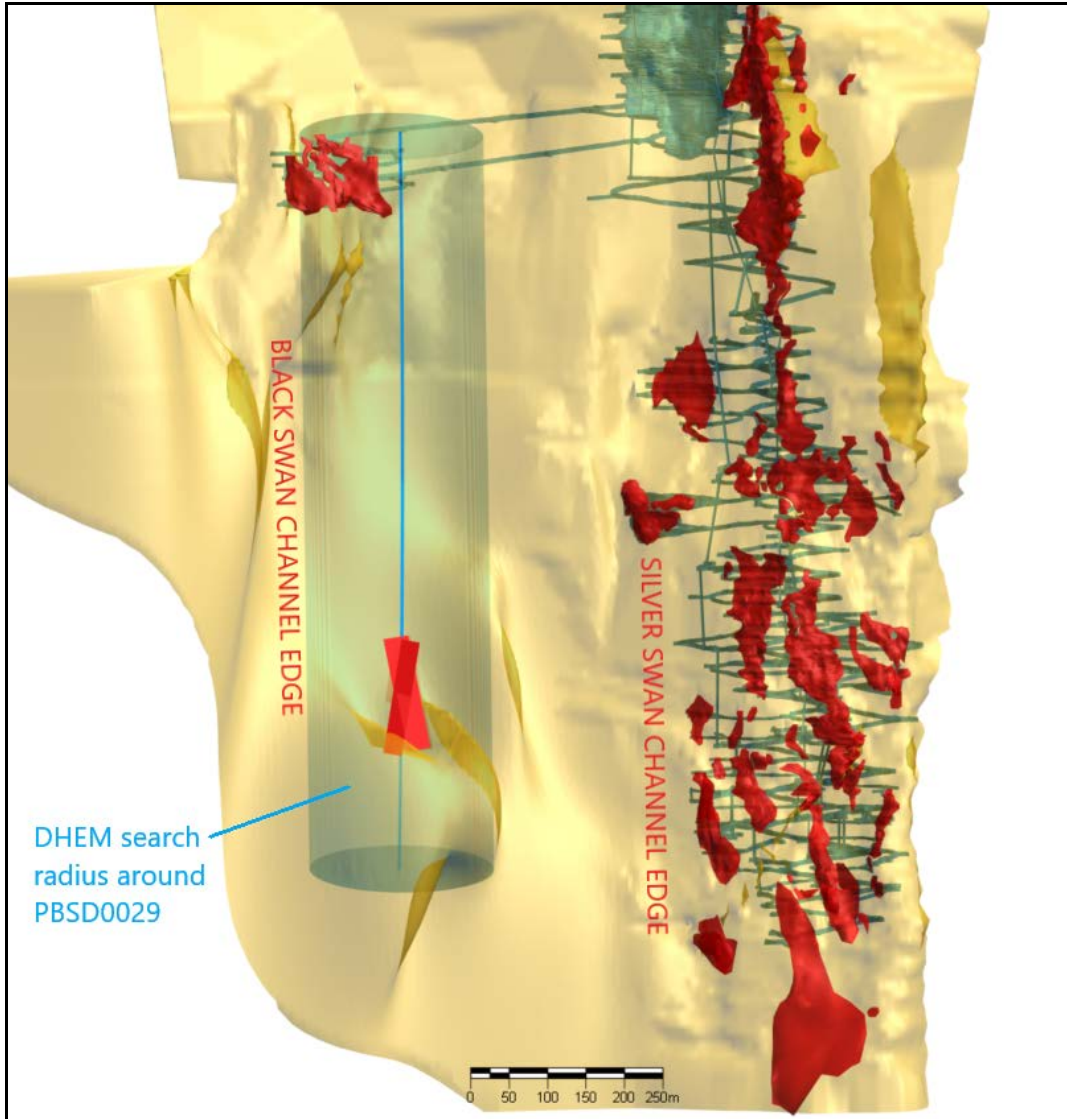 BLACK SWAN CHANNEL EDGE
SILVER SWAN CHANNEL EDGE
DHEM search
radius around
PBSD0029
0 50 100 150 200 250m